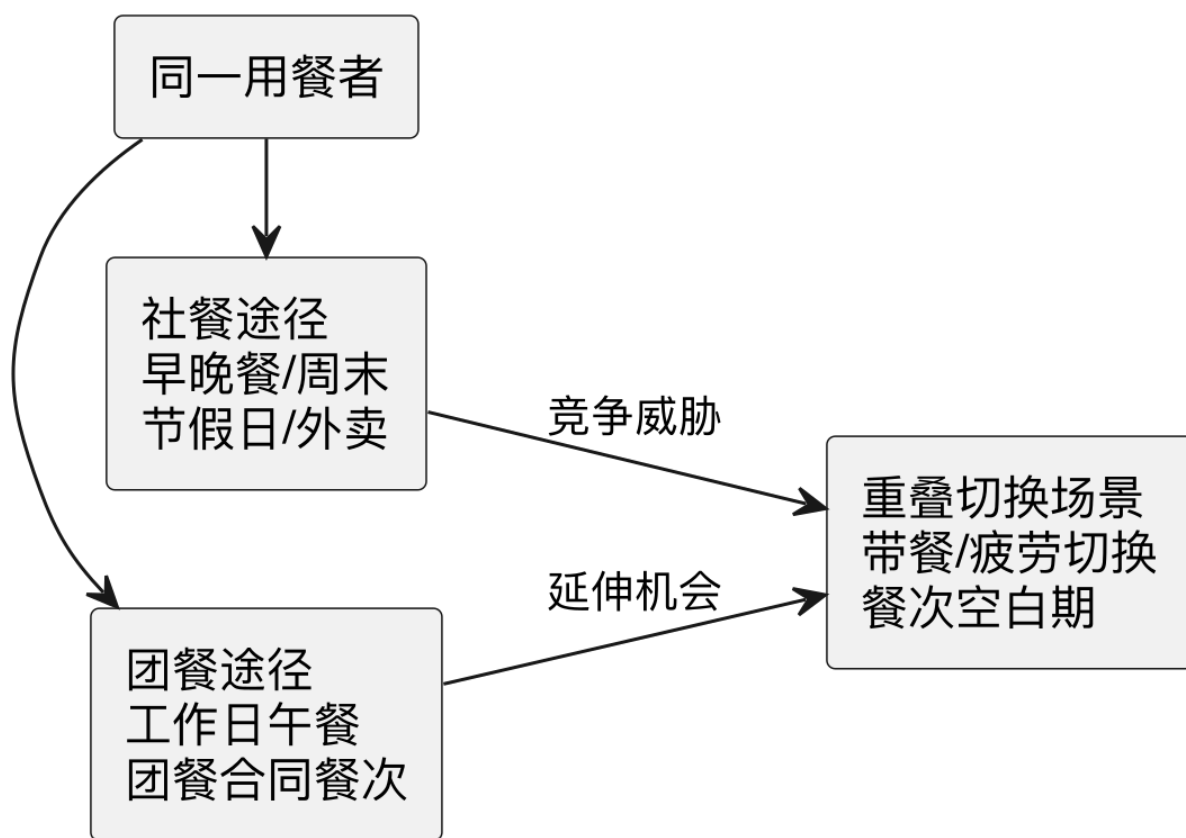 同一用餐者
社餐途径
早晚餐/周末
节假日/外卖
竞争威胁
重叠切换场景
带餐/疲劳切换
餐次空白期
延伸机会
团餐途径
工作日午餐
团餐合同餐次